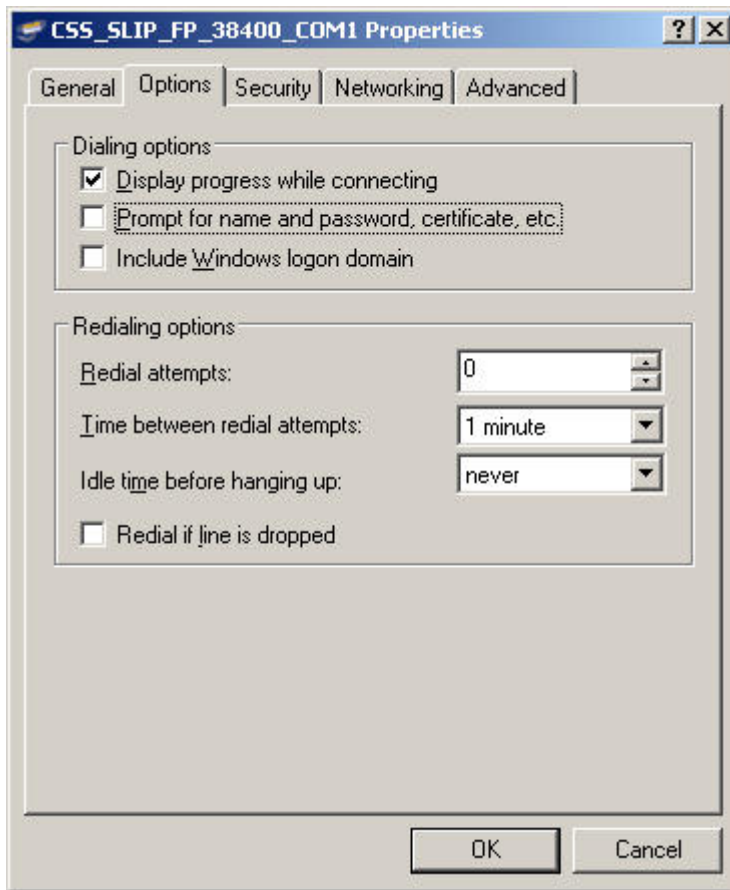 CSS_SLIP_FP_38400_COM1 Properties
General Options Security Networking Advanced
Dialing options
Display progress while connecting
Prompt for name and password, certificate, etc.
Include Windows logon domain
Redialing options
Redial attempts: 0
Time between redial attempts: 1 minute
Idle time before hanging up: never
Redial if line is dropped
OK Cancel